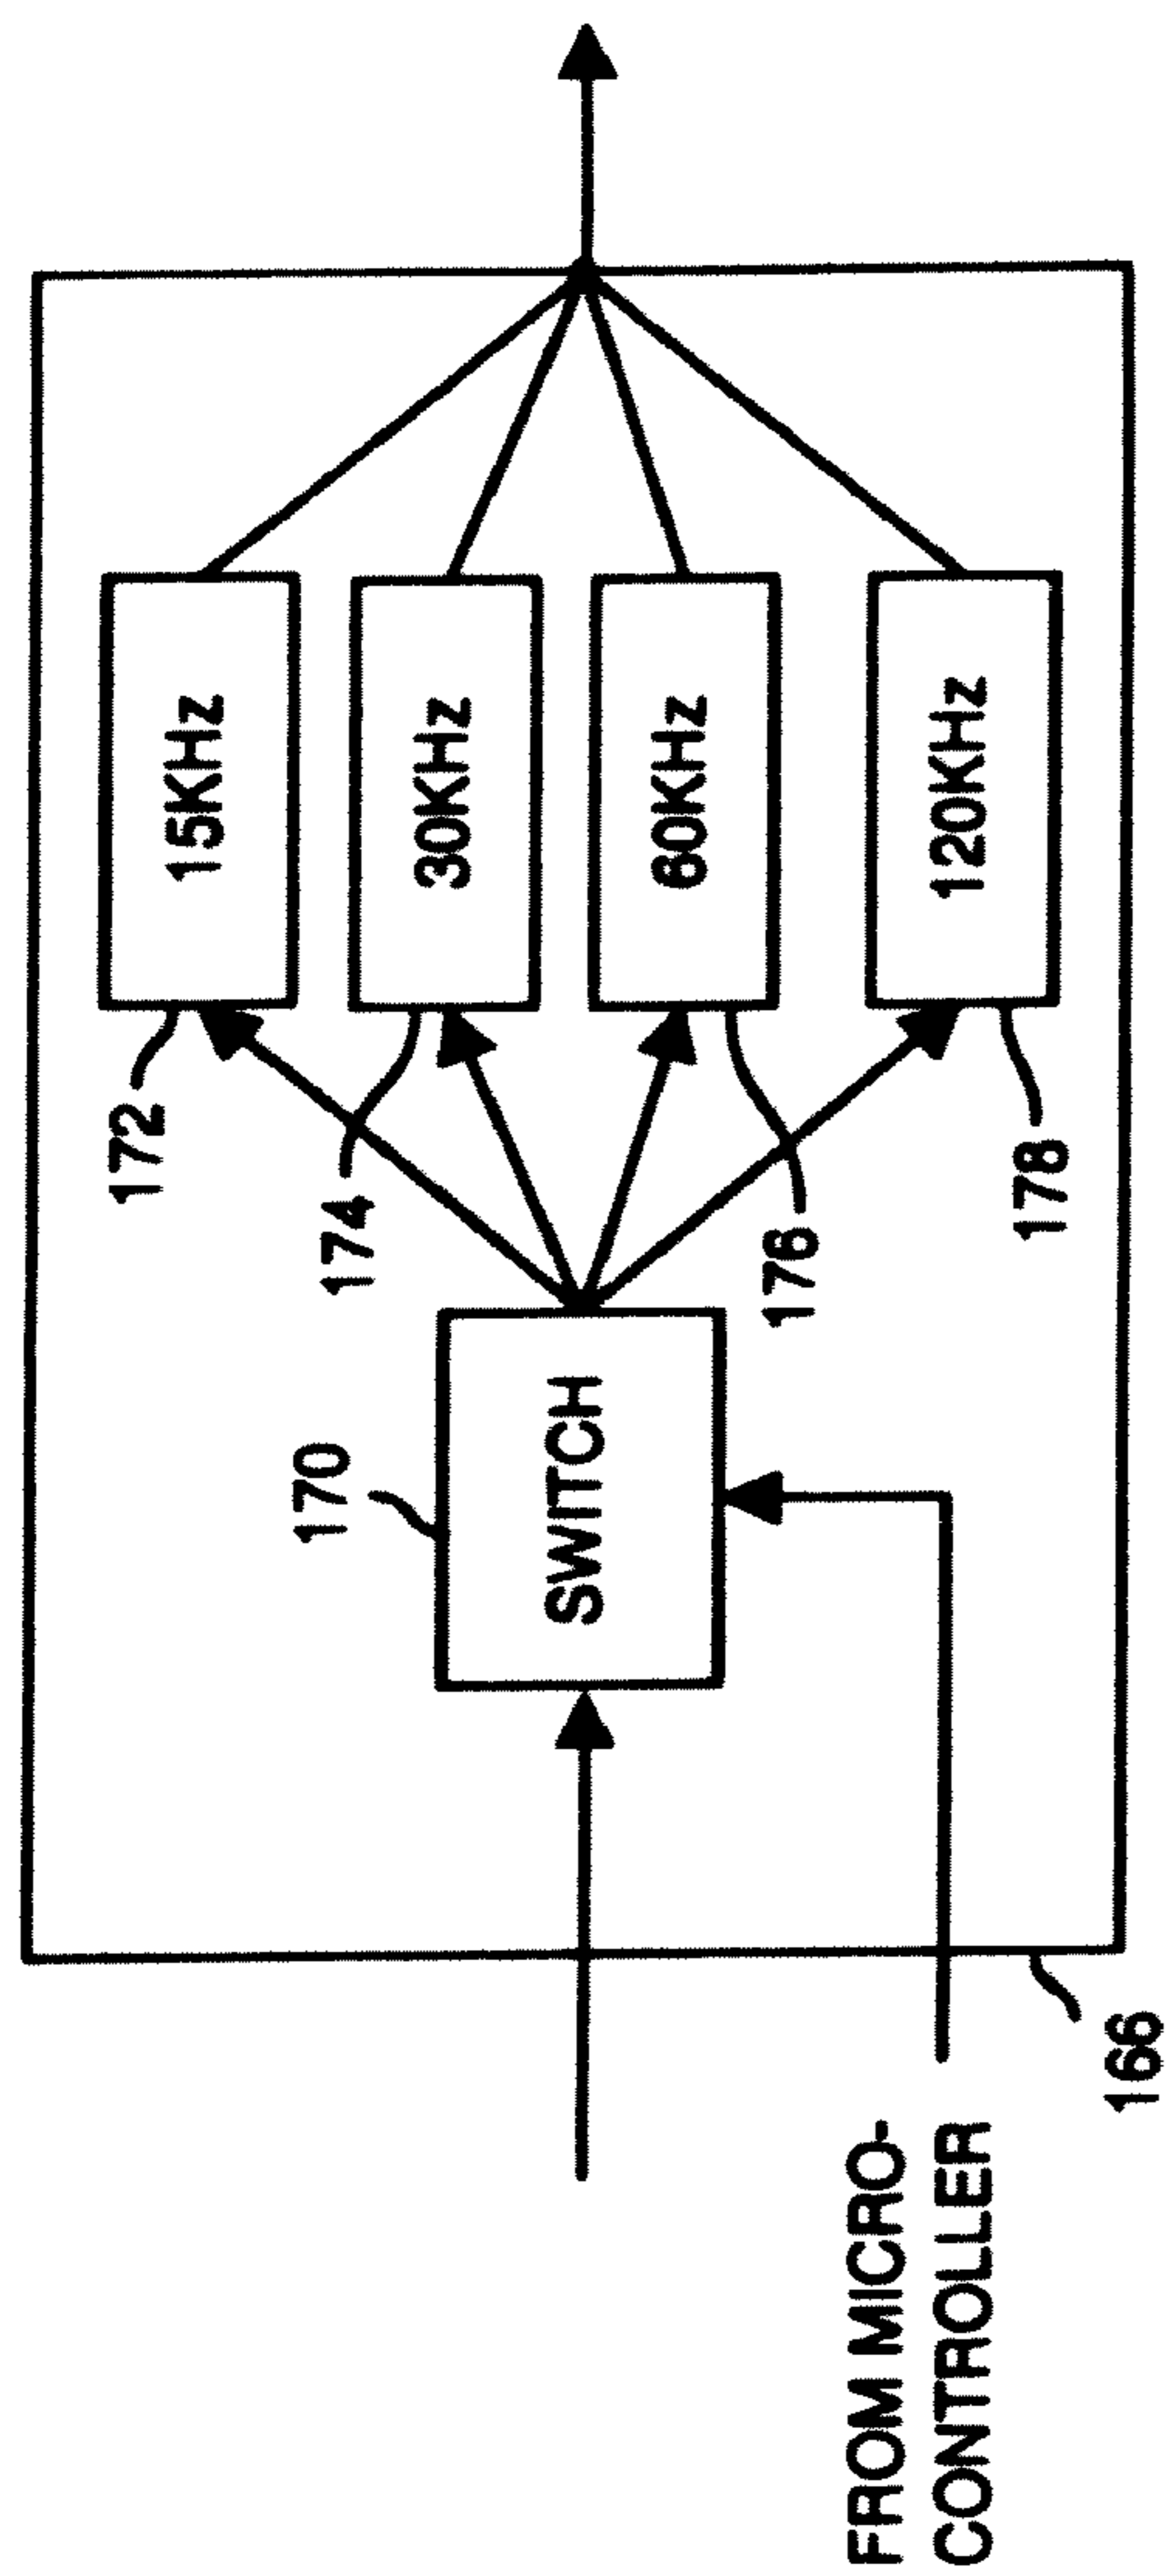 15KHz
30KHz
60KHz
120KHz
172
174
176
178
170
SWITCH
166
FROM MICRO-
CONTROLLER